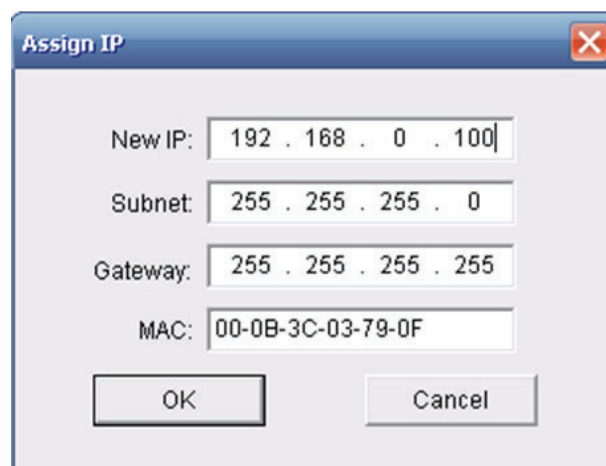 Assign IP
New IP: 192 . 168 . 0 . 100
Subnet: 255 . 255 . 255 . 0
Gateway: 255 . 255 . 255 . 255
MAC: 00-0B-3C-03-79-0F
OK Cancel